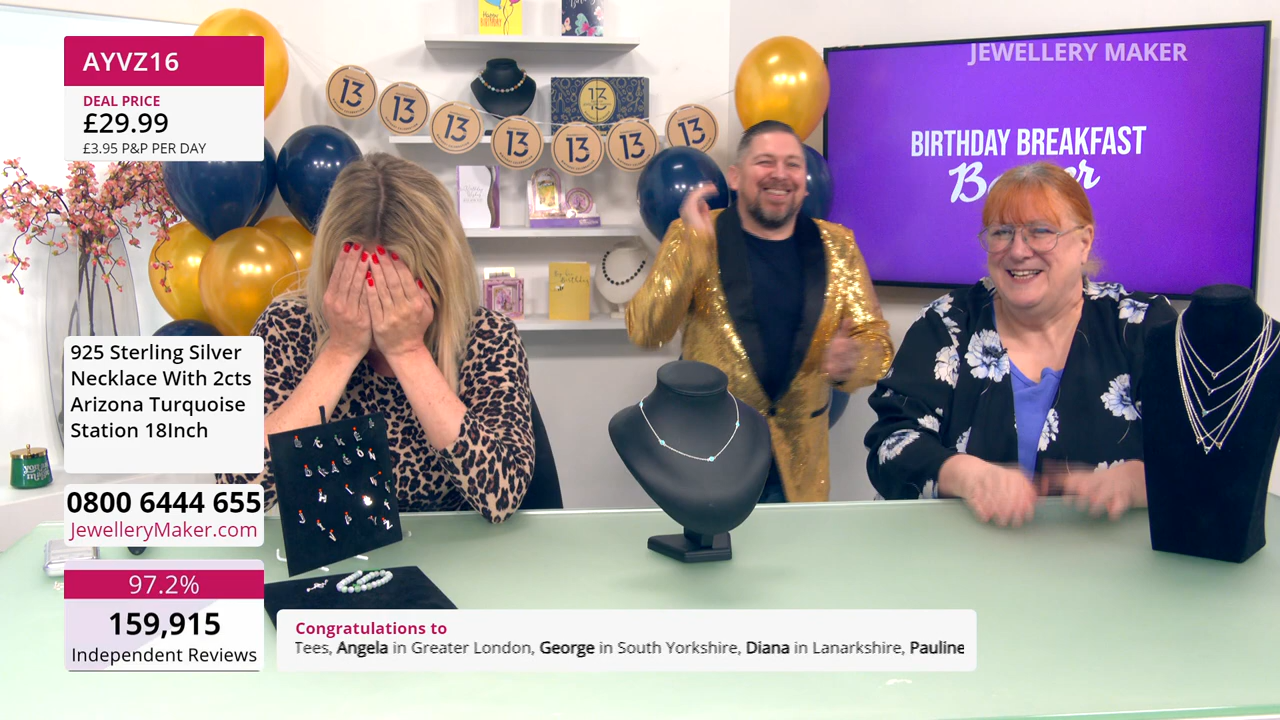 AYVZ16
DEAL PRICE
£29.99
£3.95 P&P PER DAY
925 Sterling Silver
Necklace With 2cts
Arizona Turquoise
Station 18Inch
0800 6444 655
JewelleryMaker.com
97.2%
159,915
Independent Reviews
Congratulations to
Tees, Angela in Greater London, George in South Yorkshire, Diana in Lanarkshire, Pauline
JEWELLERY MAKER
BIRTHDAY BREAKFAST
13
13
13
13
13
13
13
13